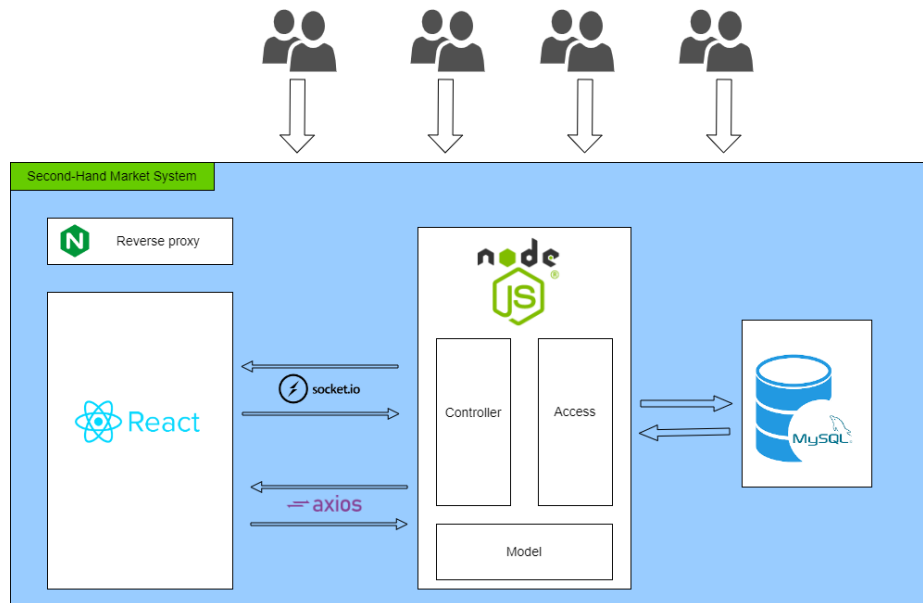 Second-Hand Market System
N
Reverse proxy
React
socket.io
axios
node
JS
®
Controller
Access
Model
MySQL